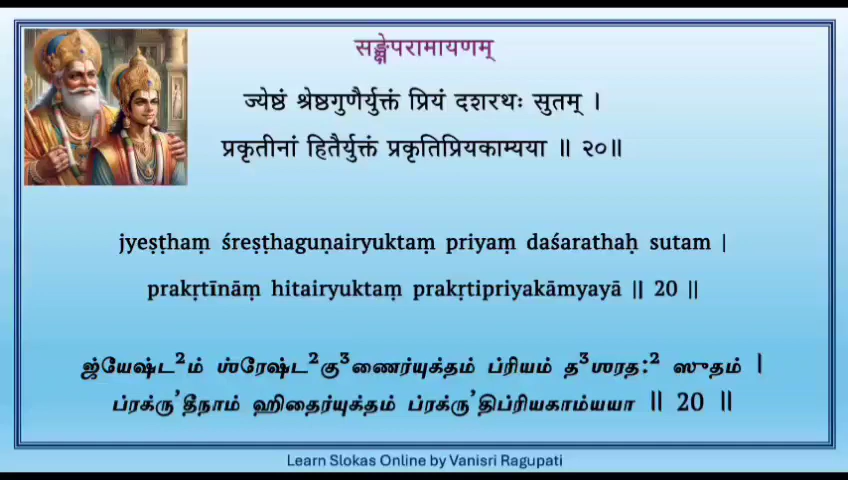 सङ्क्षेपरामायणम्
ज्येष्ठं श्रेष्ठगुणैर्युक्तं प्रियं दशरथः सुतम् ।
प्रकृतीनां हितैर्युक्तं प्रकृतिप्रियकाम्यया ॥ २०॥
jyeṣṭhaṃ śreṣṭhaguṇairyuktaṃ priyaṃ daśarathaḥ sutam |
prakṛtīnāṃ hitairyuktaṃ prakṛtipriyakāmyayā || 20 ||
ஜ்யேஷ்ட²ம் ஶ்ரேஷ்ட²கு³ணைர்யுக்தம் ப்ரியம் த³ஶரத:² ஸுதம் |
ப்ரக்ரு’தீநாம் ஹிதைர்யுக்தம் ப்ரக்ரு’திப்ரியகாம்யயா || 20 ||
Learn Slokas Online by Vanisri Ragupati